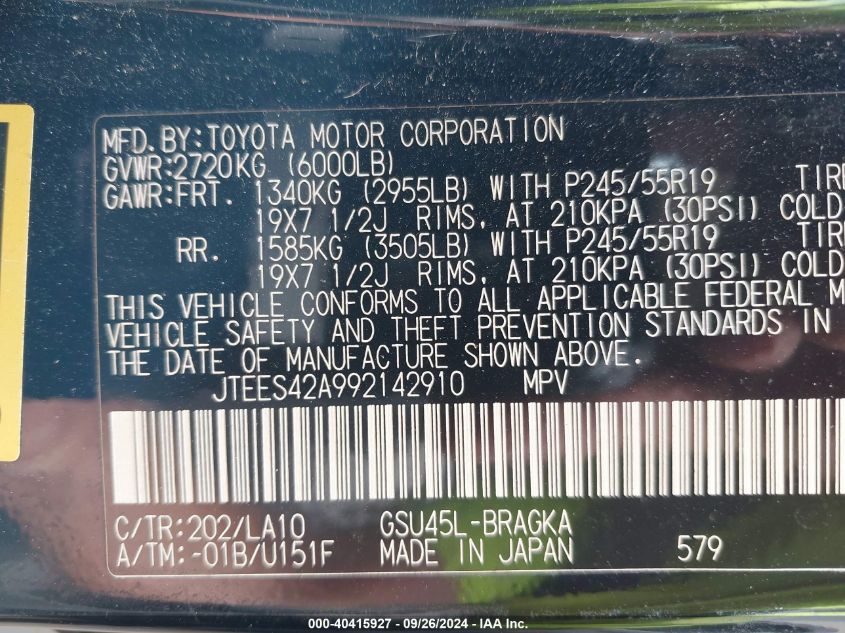 MFD.BY:TOYOTA MOTOR CORPORATION
GVWR:2720KG (6000LB)
GAWR:FRT. 1340KG (2955LB) WITH P245/55R19 TIRE
19X7 1/2J RIMS, AT 210KPA (30PSI) COLD
RR. 1585KG (3505LB) WITH P245/55R19 TIRE
19X7 1/2J RIMS, AT 210KPA (30PSI) COLD
THIS VEHICLE CONFORMS TO ALL APPLICABLE FEDERAL M
VEHICLE SAFETY AND THEFT PREVENTION STANDARDS IN
THE DATE OF MANUFACTURE SHOWN ABOVE.
JTEES42A992142910 MPV
C/TR:202/LA10 GSU45L-BRAGKA
A/TM:-01B/U151F MADE IN JAPAN 579
000-40415927 - 09/26/2024 - IAA Inc.